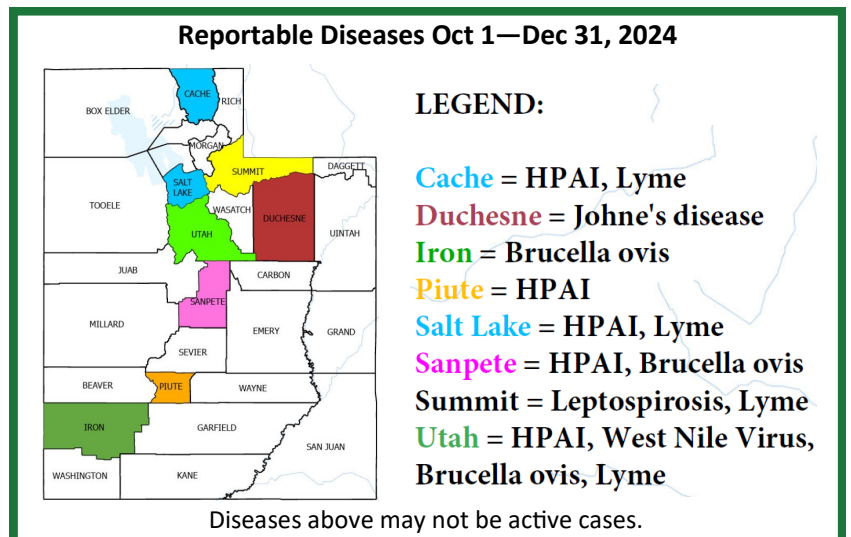 Reportable Diseases Oct 1—Dec 31, 2024
CACHE
RICH
BOX ELDER
MORGAN
SUMMIT
DAGGETT
SALT
LAKE
TOOELE
WASATCH
DUCHESNE
UTAH
UINTAH
JUAB
CARBON
SANPETE
MILLARD
EMERY
GRAND
SEVIER
BEAVER
PIUTE
WAYNE
IRON
GARFIELD
SAN JUAN
WASHINGTON
KANE
LEGEND:
Cache = HPAI, Lyme
Duchesne = Johne's disease
Iron = Brucella ovis
Piute = HPAI
Salt Lake = HPAI, Lyme
Sanpete = HPAI, Brucella ovis
Summit = Leptospirosis, Lyme
Utah = HPAI, West Nile Virus,
Brucella ovis, Lyme
Diseases above may not be active cases.